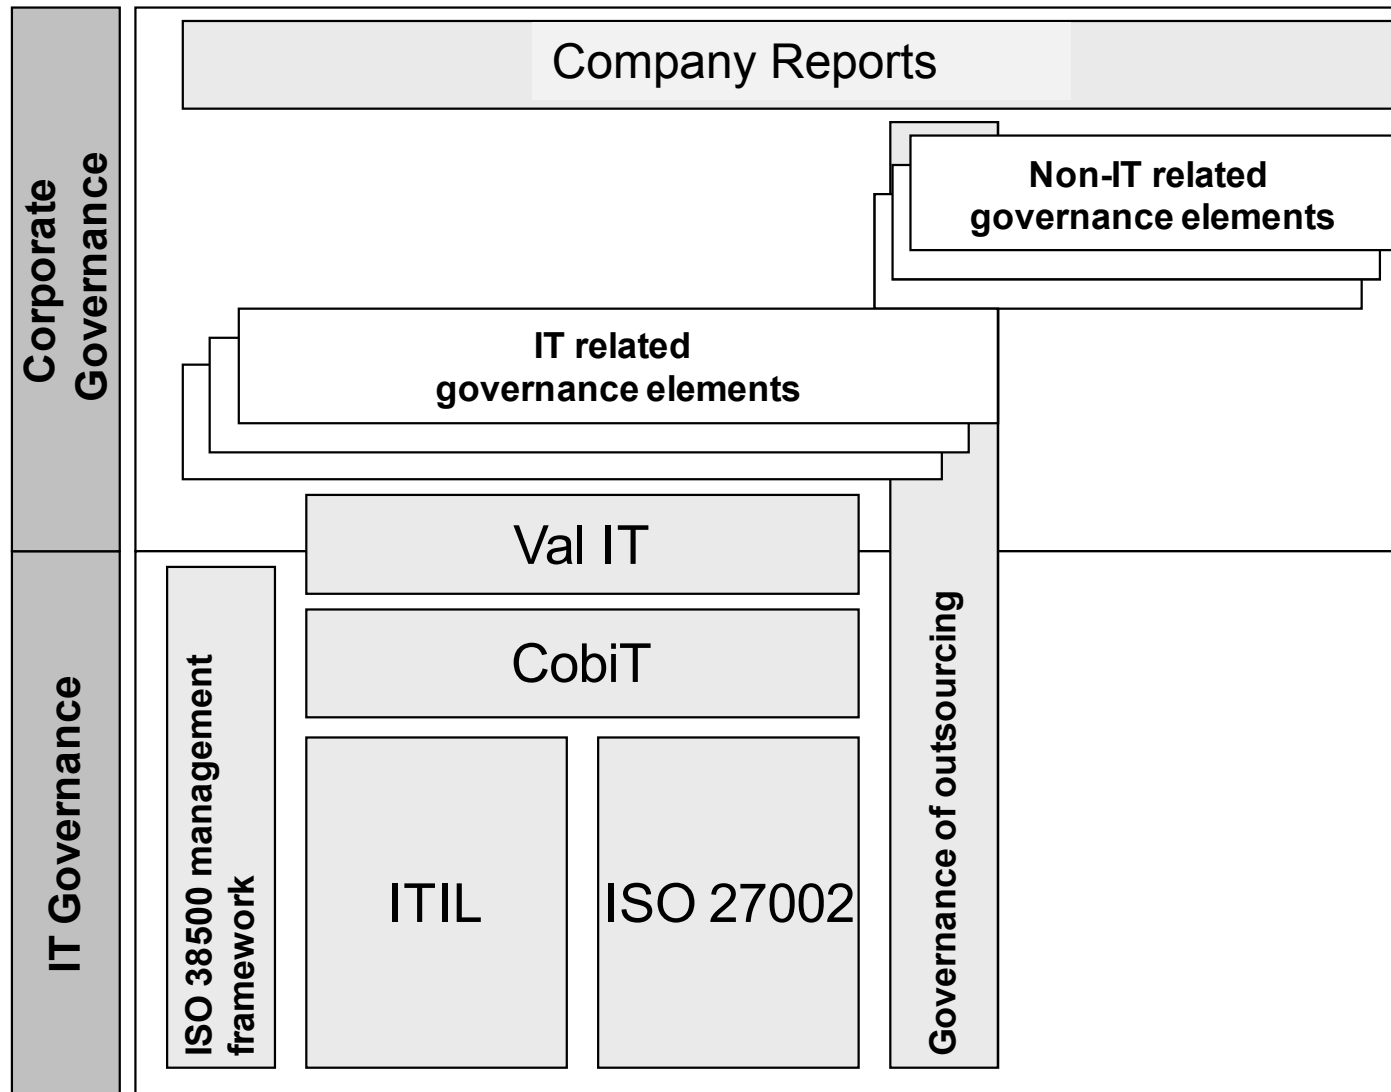 Company Reports
Corporate
Governance
Non-IT related
governance elements
IT related
governance elements
Val IT
CobiT
IT Governance
ISO 38500 management
framework
ITIL
ISO 27002
Governance of outsourcing